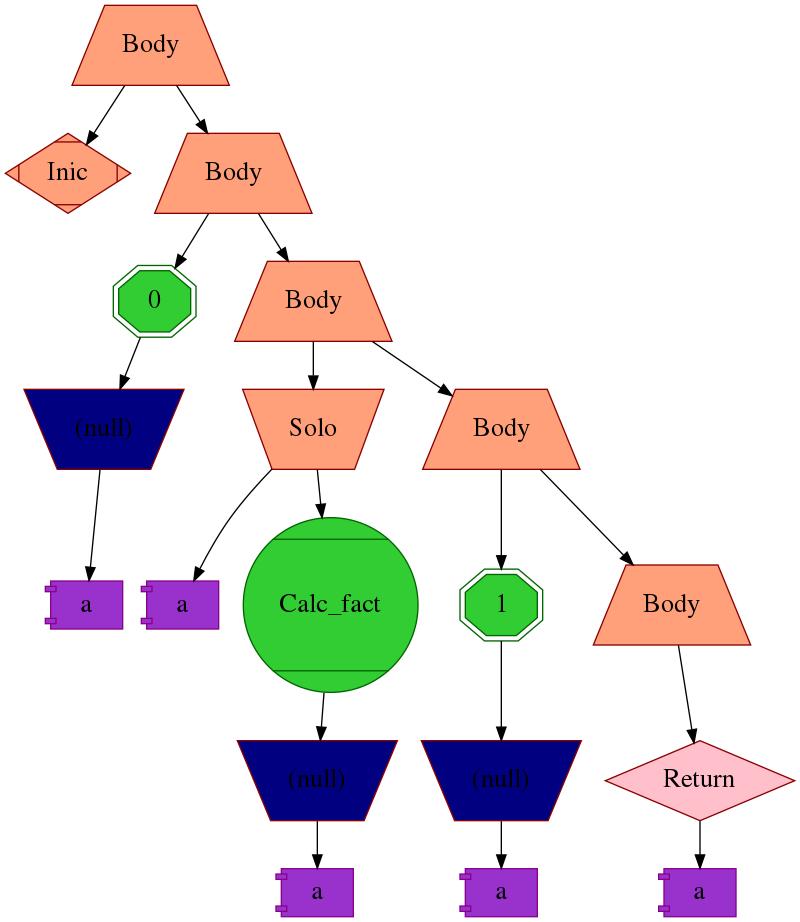 Body
Inic
Body
0
Body
(null)
Solo
Body
a
a
Calc_fact
1
Body
(null)
(null)
Return
a
a
a